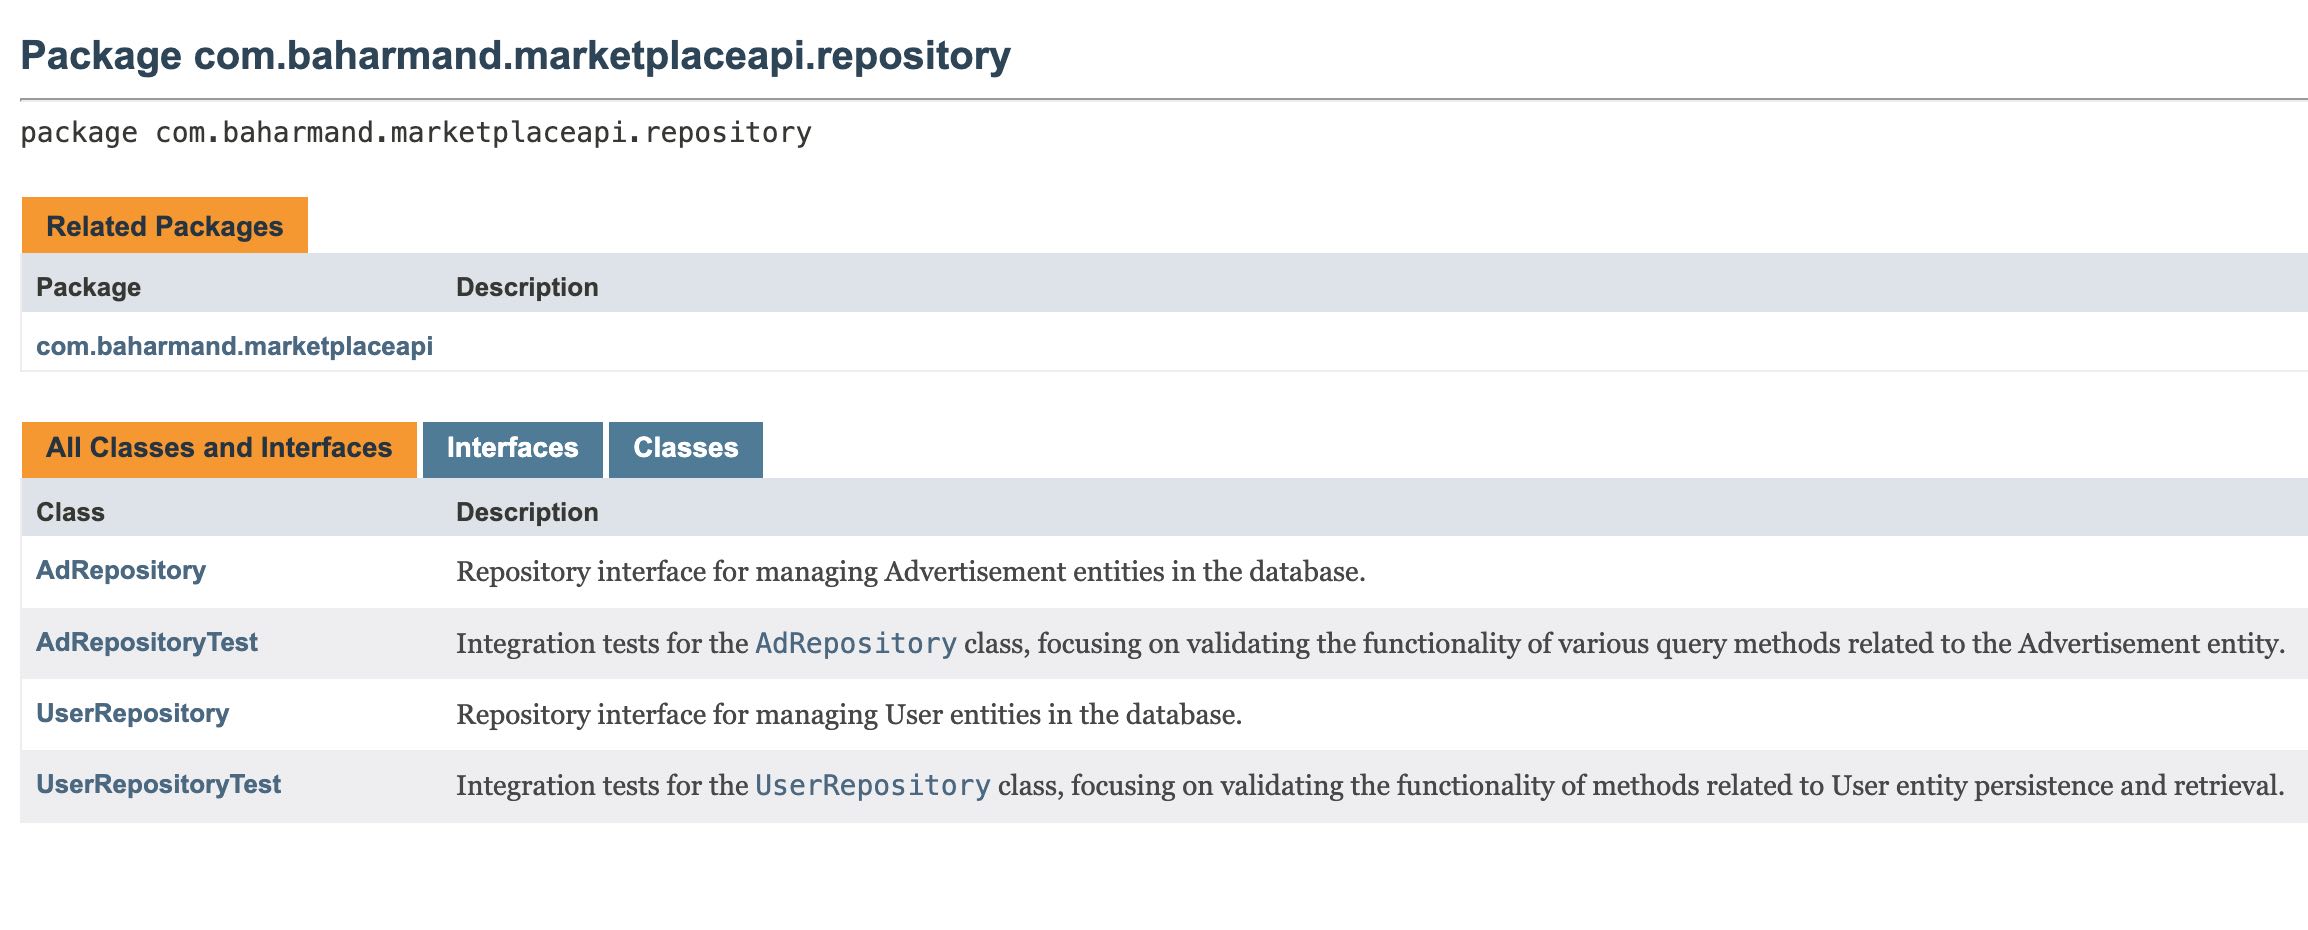 Package com.baharmand.marketplaceapi.repository
package com.baharmand.marketplaceapi.repository
Related Packages
Package Description
com.baharmand.marketplaceapi
All Classes and Interfaces Interfaces Classes
Class Description
AdRepository Repository interface for managing Advertisement entities in the database.
AdRepositoryTest Integration tests for the AdRepository class, focusing on validating the functionality of various query methods related to the Advertisement entity.
UserRepository Repository interface for managing User entities in the database.
UserRepositoryTest Integration tests for the UserRepository class, focusing on validating the functionality of methods related to User entity persistence and retrieval.